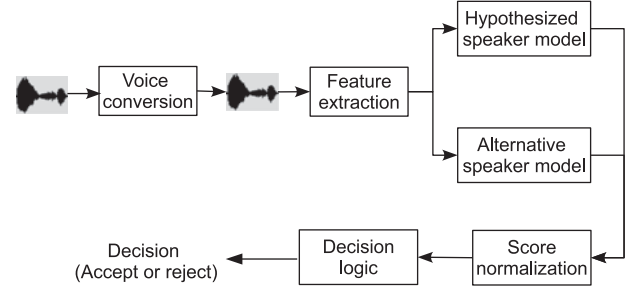 Hypothesized
speaker model
Voice
conversion
Feature
extraction
Alternative
speaker model
Decision
(Accept or reject)
Decision
logic
Score
normalization